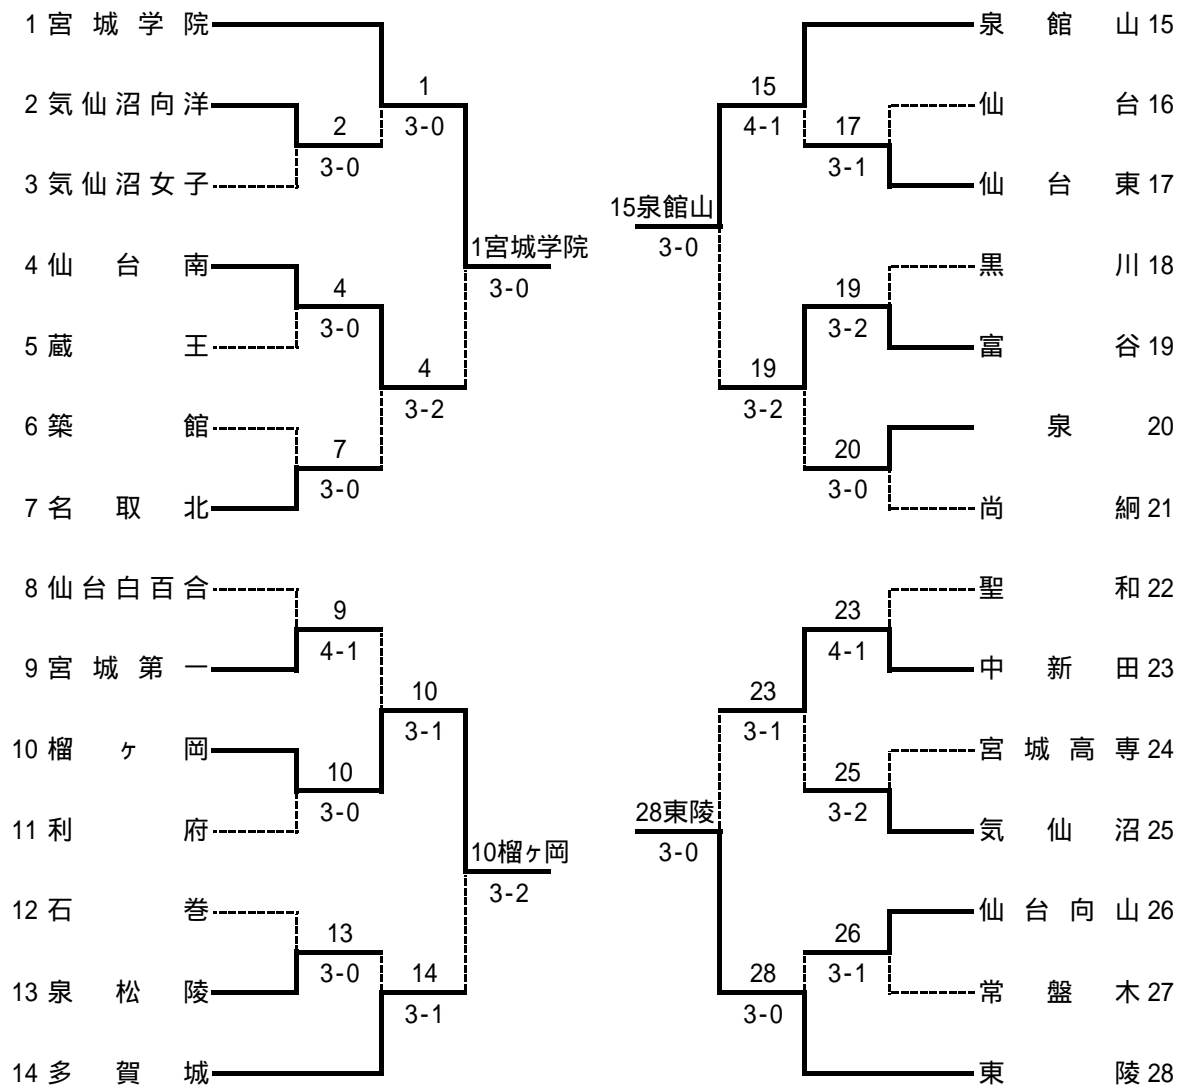 1 宮城学院
2 気仙沼向洋
3 気仙沼女子
4 仙台南
5 蔵王
6 築館
7 名取北
8 仙台白百合
9 宮城第一
10 榴ヶ岡
11 利府
12 石巻
13 泉松陵
14 多賀城
2
3-0
4
3-0
7
3-0
9
4-1
10
3-0
13
3-0
1
3-0
4
3-2
10
3-1
14
3-1
1宮城学院
3-0
10榴ヶ岡
3-2
15泉館山
3-0
28東陵
3-0
15
4-1
19
3-2
23
3-1
28
3-0
17
3-1
19
3-2
20
3-0
23
4-1
25
3-2
26
3-1
泉館山 15
仙台 16
仙台東 17
黒川 18
富谷 19
泉 20
尚絅 21
聖和 22
中新田 23
宮城高専 24
気仙沼 25
仙台向山 26
常盤木 27
東陵 28